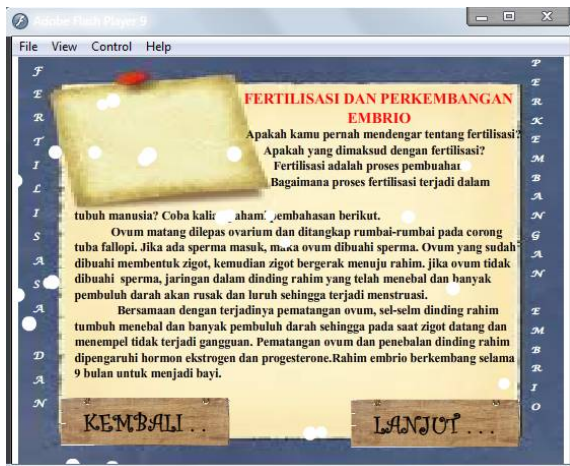 Adobe Flash Player 9
File View Control Help
FERTILISASI DAN
PERKEMBANGAN EMBRIO
FERTILISASI DAN PERKEMBANGAN
EMBRIO
Apakah kamu pernah mendengar tentang fertilisasi?
Apakah yang dimaksud dengan fertilisasi?
Fertilisasi adalah proses pembuahan
Bagaimana proses fertilisasi terjadi dalam
tubuh manusia? Coba kalian pahami pembahasan berikut.
Ovum matang dilepas ovarium dan ditangkap rumbai-rumbai pada corong
tuba fallopi. Jika ada sperma masuk, maka ovum dibuahi sperma. Ovum yang sudah
dibuahi membentuk zigot, kemudian zigot bergerak menuju rahim. jika ovum tidak
dibuahi sperma, jaringan dalam dinding rahim yang telah menebal dan banyak
pembuluh darah akan rusak dan luruh sehingga terjadi menstruasi.
Bersamaan dengan terjadinya pematangan ovum, sel-selm dinding rahim
tumbuh menebal dan banyak pembuluh darah sehingga pada saat zigot datang dan
menempel tidak terjadi gangguan. Pematangan ovum dan penebalan dinding rahim
dipengaruhi hormon ekstrogen dan progesterone.Rahim embrio berkembang selama
9 bulan untuk menjadi bayi.
KEMBALI . .
LANJUT . . .